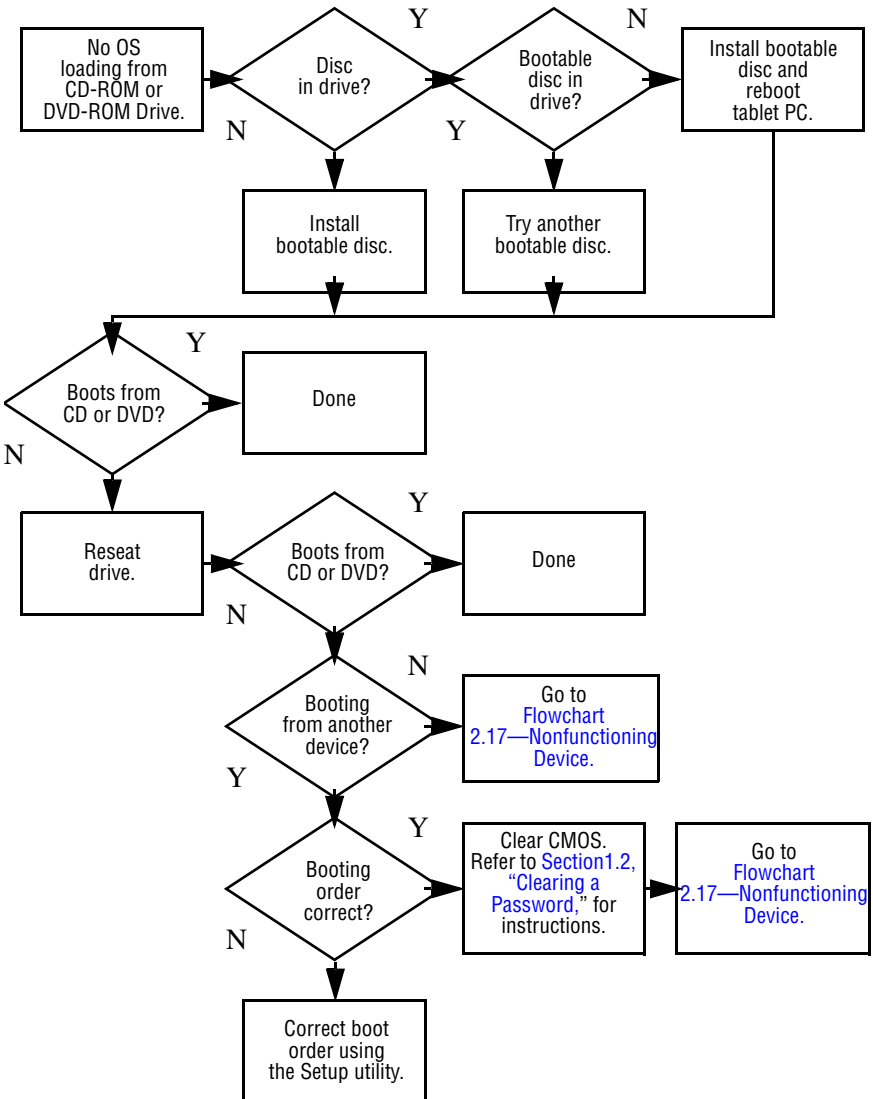 No OS
loading from
CD-ROM or
DVD-ROM Drive.
Disc
in drive?
Y
N
Bootable
disc in
drive?
N
Y
Install bootable
disc and
reboot
tablet PC.
Install
bootable disc.
Try another
bootable disc.
Boots from
CD or DVD?
Y
N
Done
Reseat
drive.
Boots from
CD or DVD?
Y
N
Done
Booting
from another
device?
N
Y
Go to
Flowchart
2.17—Nonfunctioning
Device.
Booting
order
correct?
Y
N
Clear CMOS.
Refer to Section1.2,
“Clearing a
Password,” for
instructions.
Go to
Flowchart
2.17—Nonfunctioning
Device.
Correct boot
order using
the Setup utility.